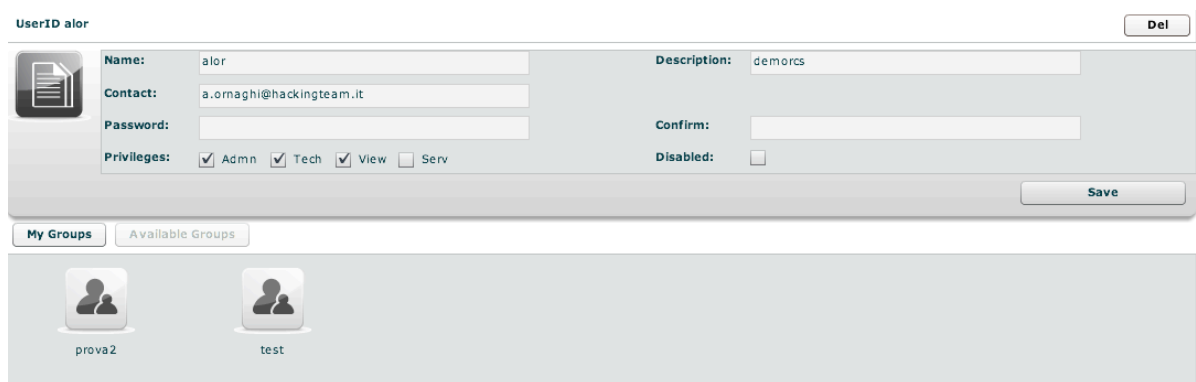 UserID alor
Del
Name: alor Description: demorcs
Contact: a.ornaghi@hackingteam.it
Password: Confirm:
Privileges: Admn Tech View Serv Disabled:
Save
My Groups Available Groups
prova2 test